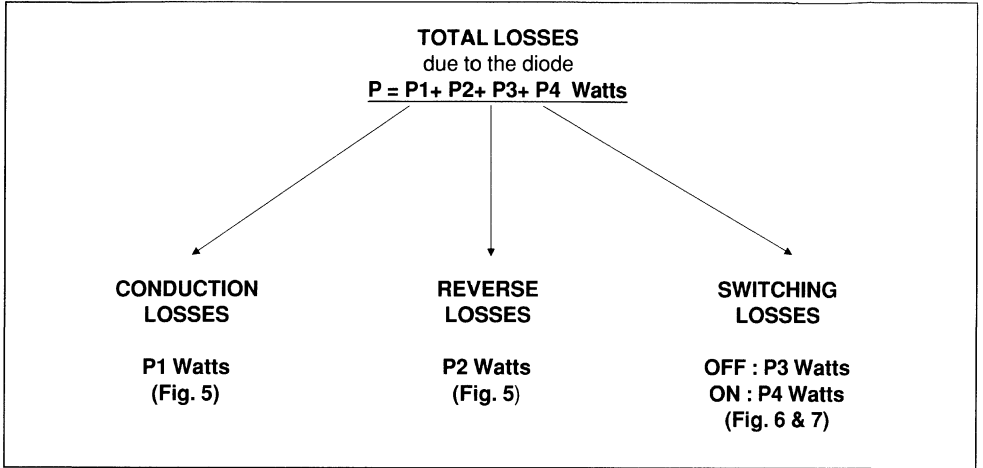 TOTAL LOSSES
due to the diode
P = P1+ P2+ P3+ P4 Watts
CONDUCTION
LOSSES
P1 Watts
(Fig. 5)
REVERSE
LOSSES
P2 Watts
(Fig. 5)
SWITCHING
LOSSES
OFF : P3 Watts
ON : P4 Watts
(Fig. 6 & 7)